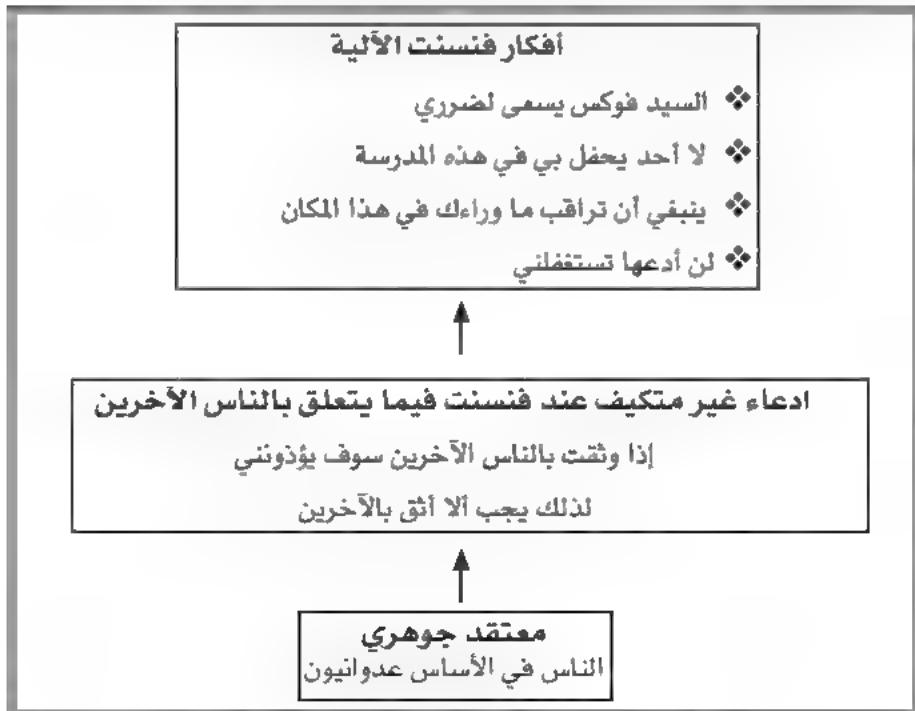 أفكار فنسنت الآلية
❖ السيد فوكس يسعى لضرري
❖ لا أحد يحفل بي في هذه المدرسة
❖ ينبغي أن تراقب ما وراءك في هذا المكان
❖ لن أدعها تستغفلني
ادعاء غير متكيف عند فنسنت فيما يتعلق بالناس الآخرين
إذا وثقت بالناس الآخرين سوف يؤذونني
لذلك يجب ألا أثق بالآخرين
معتقد جوهري
الناس في الأساس عدوانيون